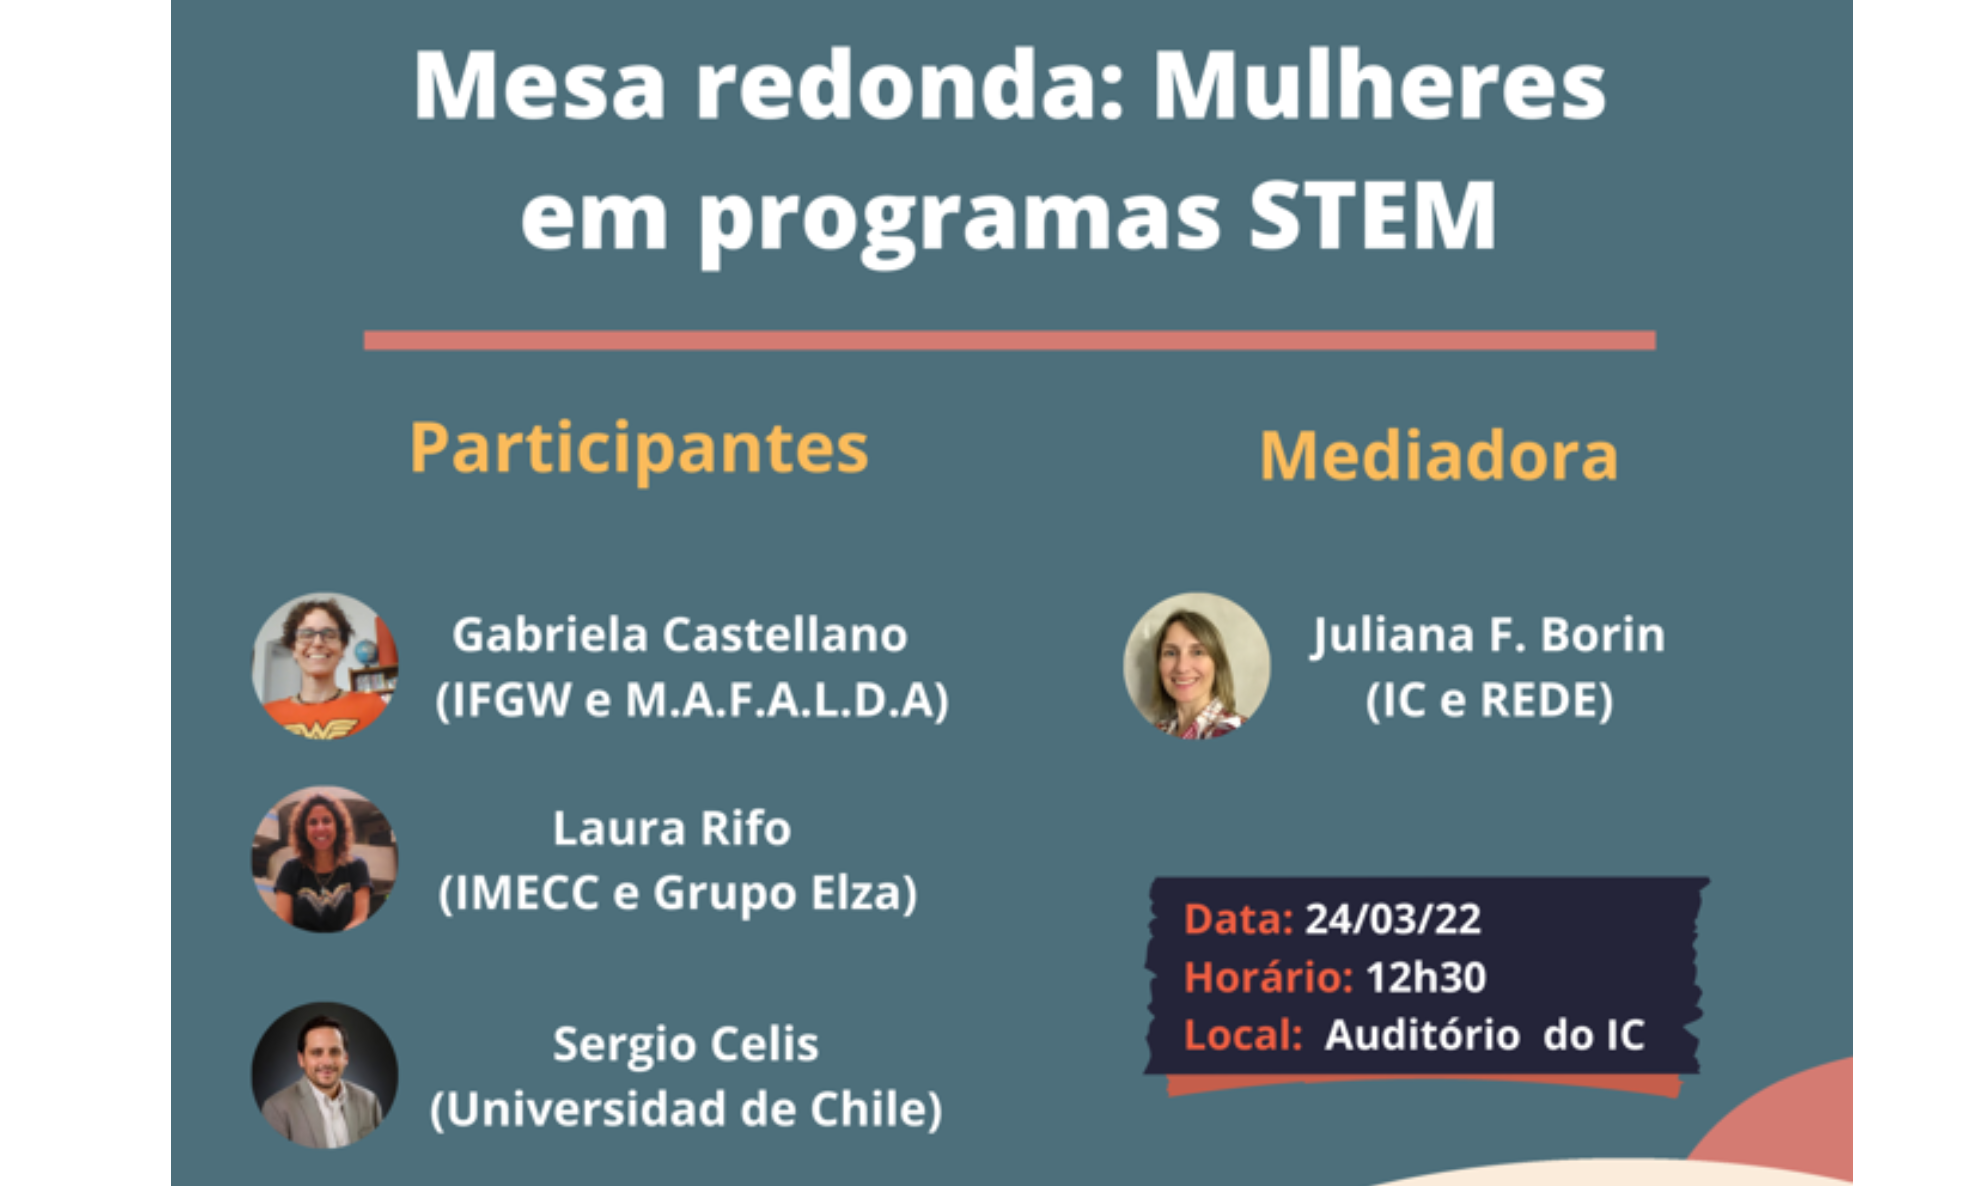 Mesa redonda: Mulheres
em programas STEM
Participantes
Gabriela Castellano
(IFGW e M.A.F.A.L.D.A)
Laura Rifo
(IMECC e Grupo Elza)
Sergio Celis
(Universidad de Chile)
Mediadora
Juliana F. Borin
(IC e REDE)
Data: 24/03/22
Horário: 12h30
Local: Auditório do IC